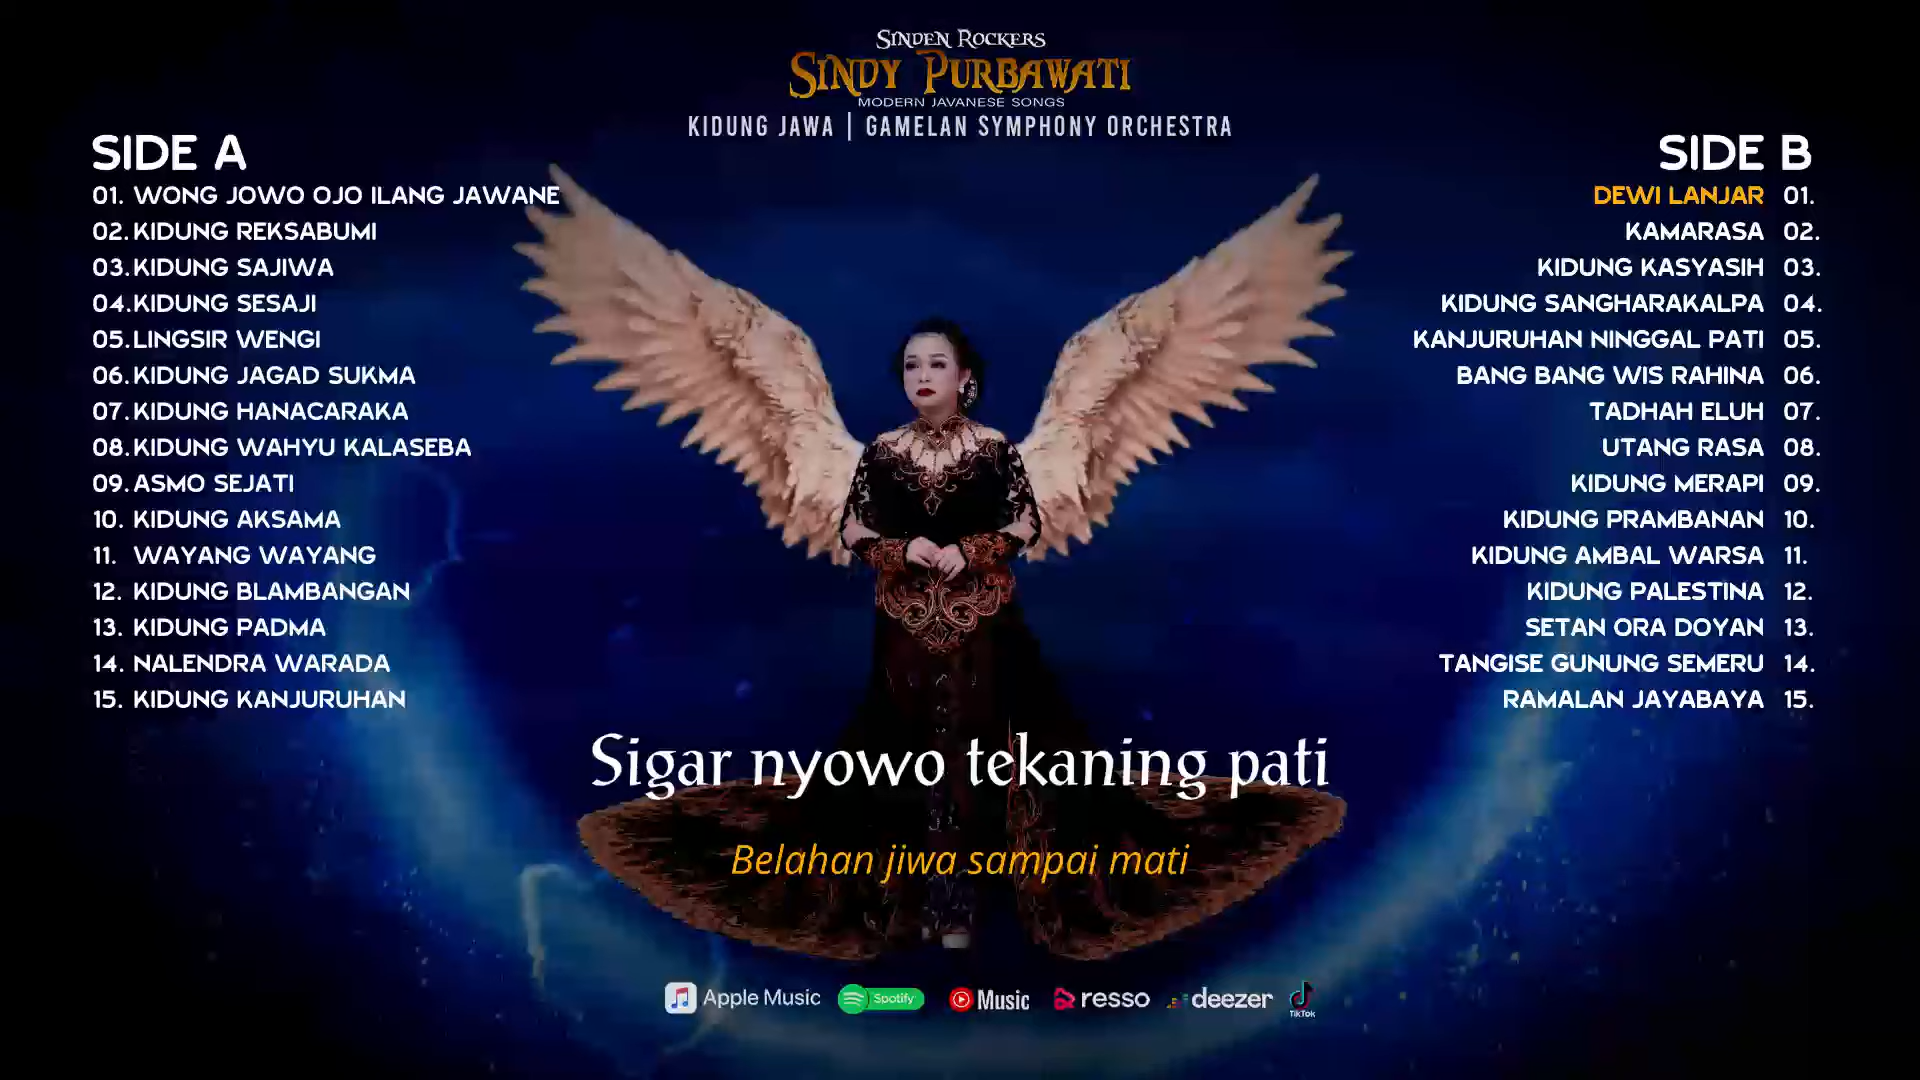 SINDEN ROCKERS
SINDY PURBAWATI
MODERN JAVANESE SONGS
KIDUNG JAWA | GAMELAN SYMPHONY ORCHESTRA
SIDE A
01. WONG JOWO OJO ILANG JAWANE
02. KIDUNG REKSABUMI
03. KIDUNG SAJIWA
04. KIDUNG SESAJI
05. LINGSIR WENGI
06. KIDUNG JAGAD SUKMA
07. KIDUNG HANACARAKA
08. KIDUNG WAHYU KALASEBA
09. ASMO SEJATI
10. KIDUNG AKSAMA
11. WAYANG WAYANG
12. KIDUNG BLAMBANGAN
13. KIDUNG PADMA
14. NALENDRA WARADA
15. KIDUNG KANJURUHAN
SIDE B
DEWI LANJAR 01.
KAMARASA 02.
KIDUNG KASYASIH 03.
KIDUNG SANGHARAKALPA 04.
KANJURUHAN NINGGAL PATI 05.
BANG BANG WIS RAHINA 06.
TADHAH ELUH 07.
UTANG RASA 08.
KIDUNG MERAPI 09.
KIDUNG PRAMBANAN 10.
KIDUNG AMBAL WARSA 11.
KIDUNG PALESTINA 12.
SETAN ORA DOYAN 13.
TANGISE GUNUNG SEMERU 14.
RAMALAN JAYABAYA 15.
Sigar nyowo tekaning pati
Belahan jiwa sampai mati
Apple Music Spotify Music resso deezer TikTok